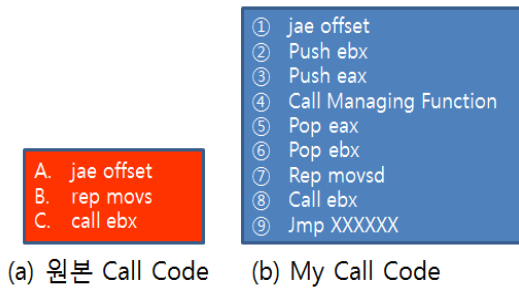 A. jae offset
B. rep movs
C. call ebx
(a) 원본 Call Code
① jae offset
② Push ebx
③ Push eax
④ Call Managing Function
⑤ Pop eax
⑥ Pop ebx
⑦ Rep movsd
⑧ Call ebx
⑨ Jmp XXXXXX
(b) My Call Code